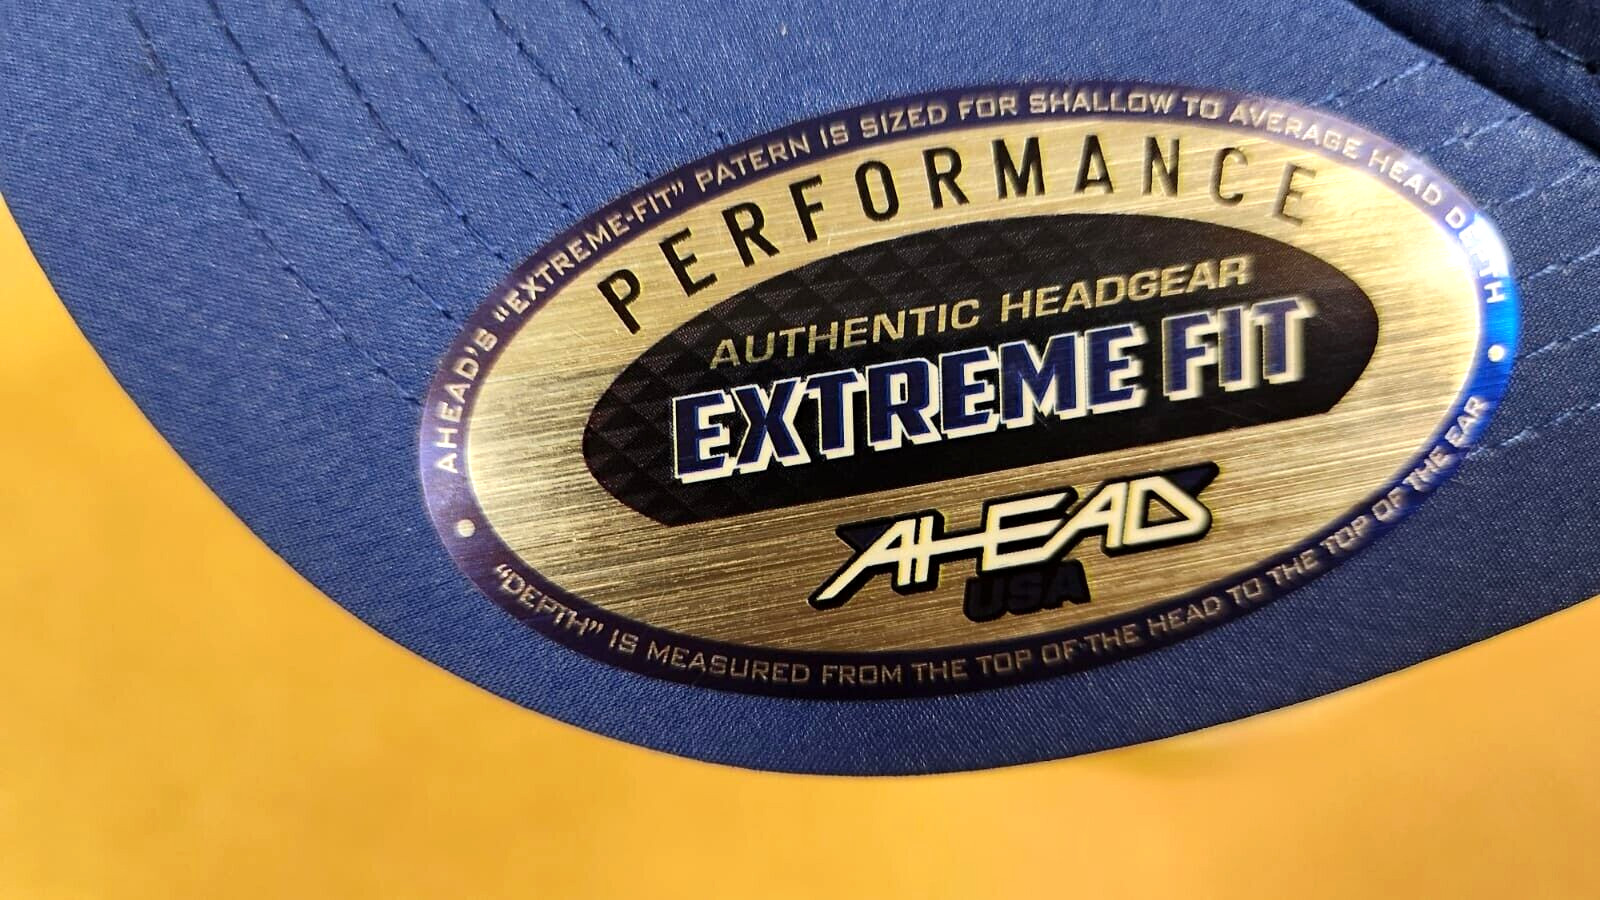 AHEAD'S "EXTREME-FIT" PATERN IS SIZED FOR SHALLOW TO AVERAGE HEAD DEPTH
PERFORMANCE
AUTHENTIC HEADGEAR
EXTREME FIT
AHEAD
USA
"DEPTH" IS MEASURED FROM THE TOP OF THE HEAD TO THE TOP OF THE EAR